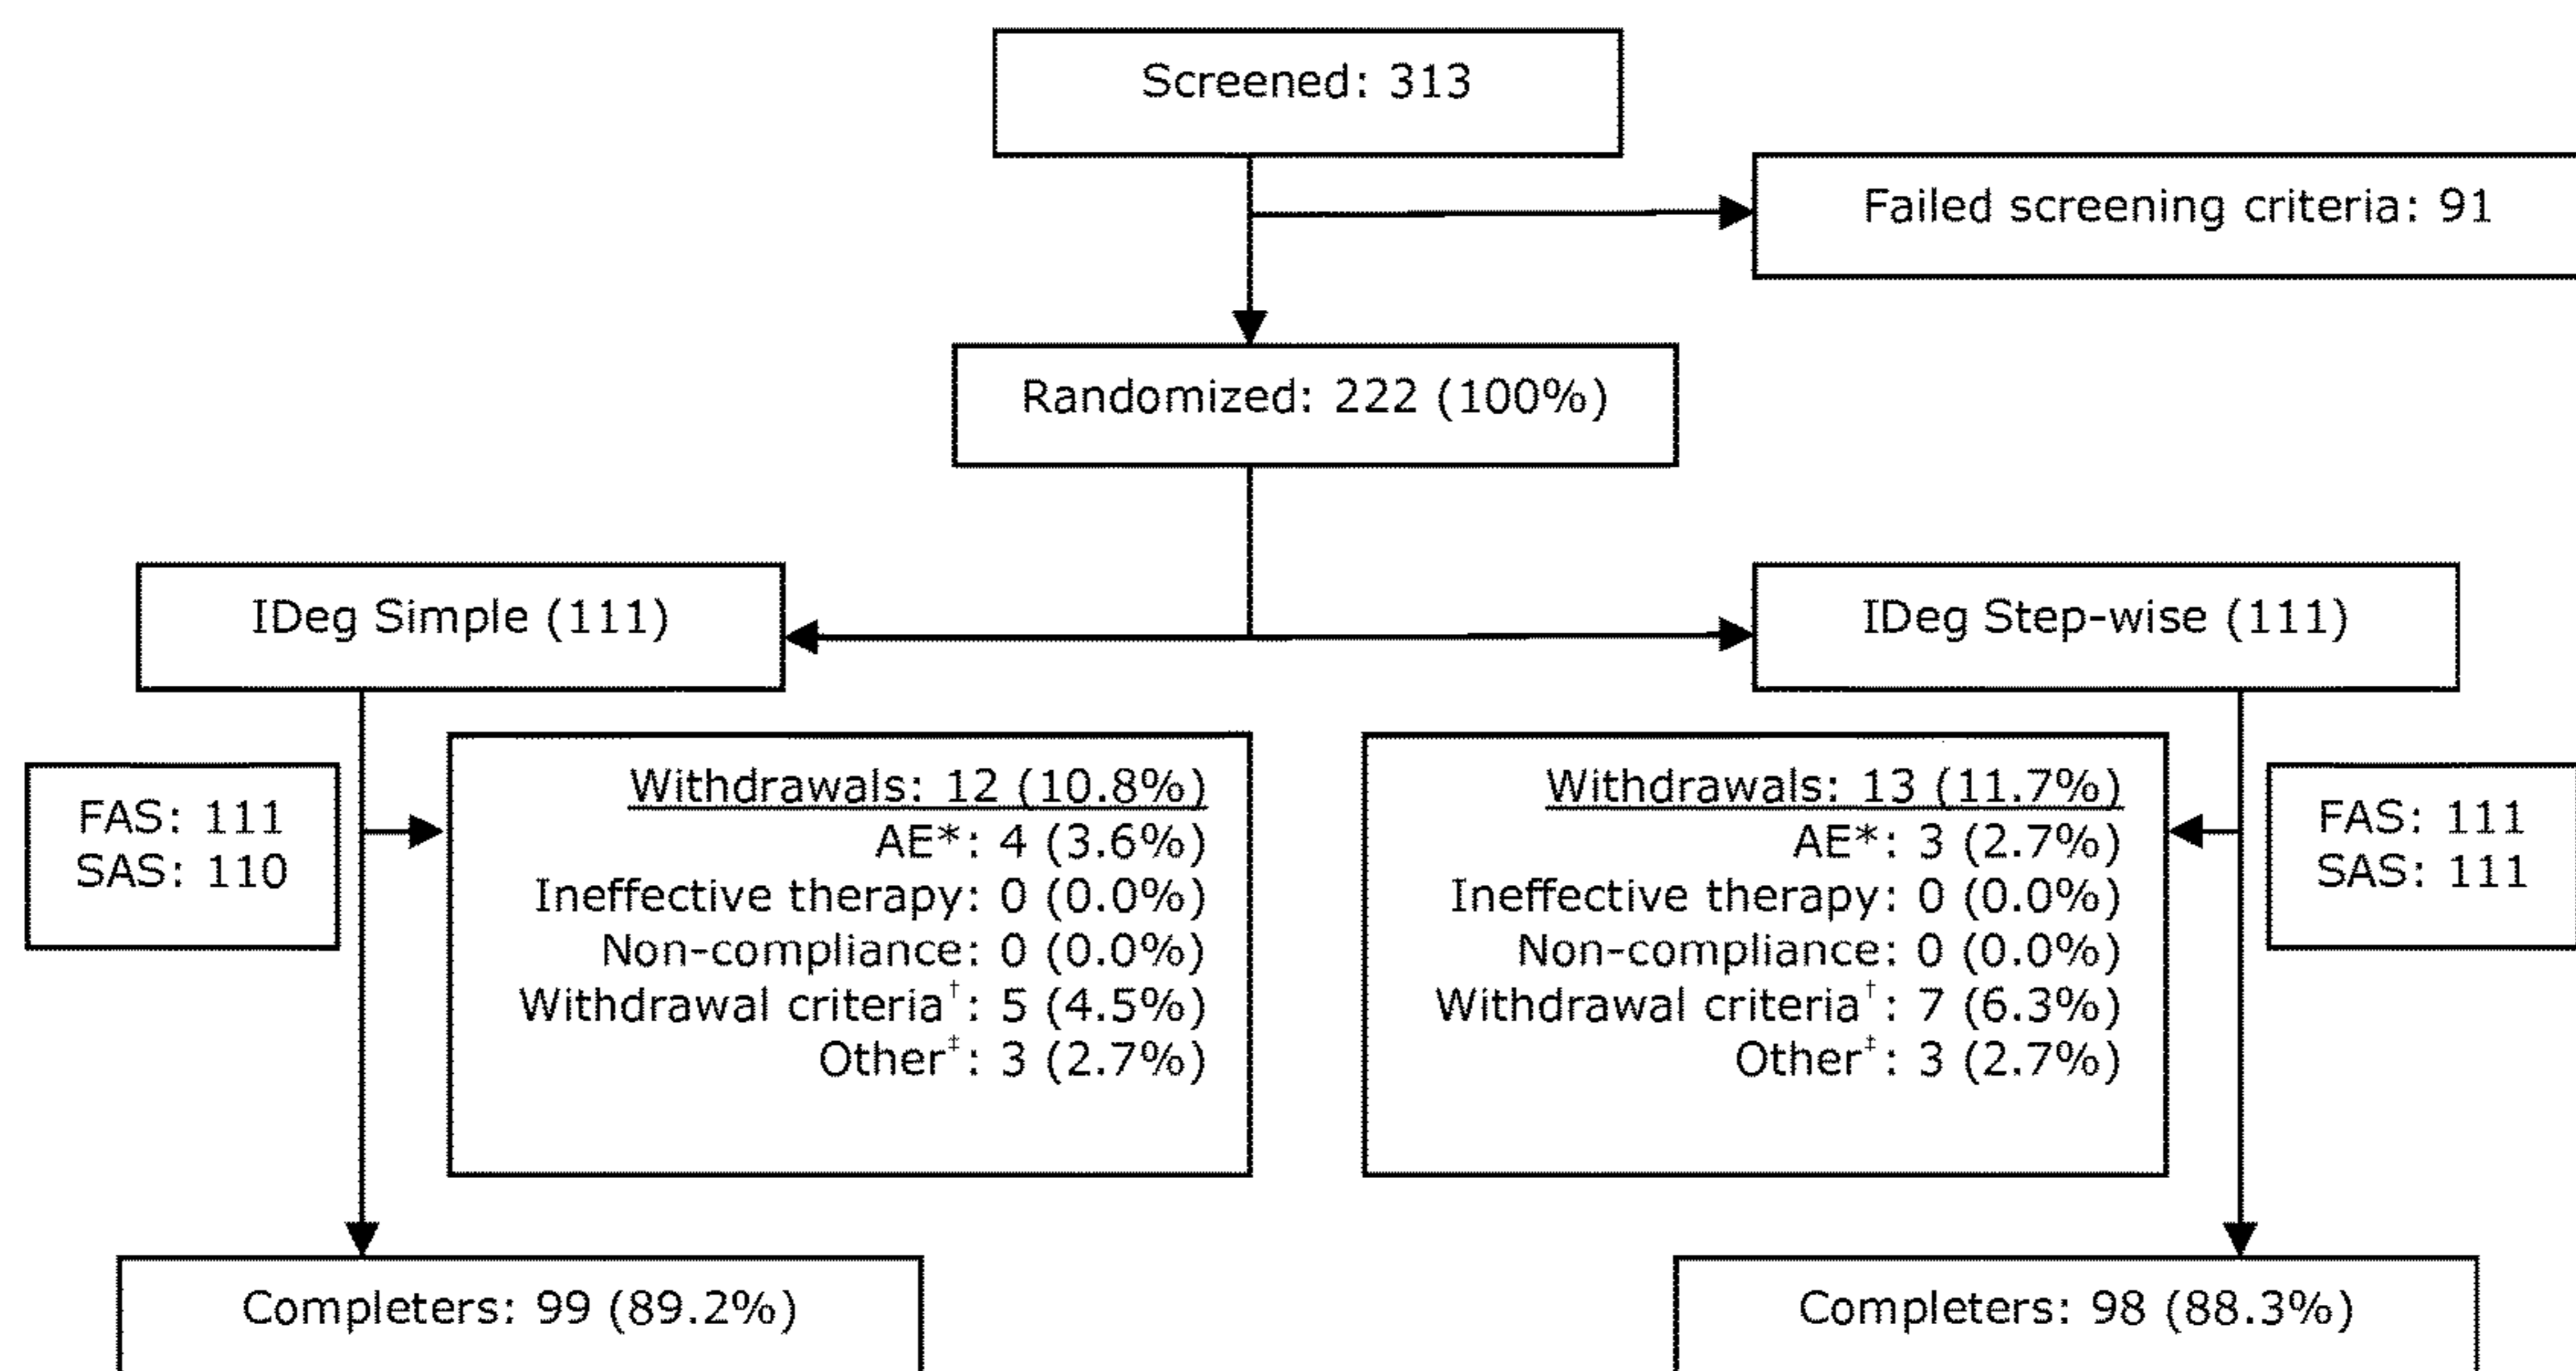 Screened: 313
Failed screening criteria: 91
Randomized: 222 (100%)
IDeg Simple (111)
IDeg Step-wise (111)
FAS: 111
SAS: 110
Withdrawals: 12 (10.8%)
AE*: 4 (3.6%)
Ineffective therapy: 0 (0.0%)
Non-compliance: 0 (0.0%)
Withdrawal criteria†: 5 (4.5%)
Other‡: 3 (2.7%)
Withdrawals: 13 (11.7%)
AE*: 3 (2.7%)
Ineffective therapy: 0 (0.0%)
Non-compliance: 0 (0.0%)
Withdrawal criteria†: 7 (6.3%)
Other‡: 3 (2.7%)
FAS: 111
SAS: 111
Completers: 99 (89.2%)
Completers: 98 (88.3%)